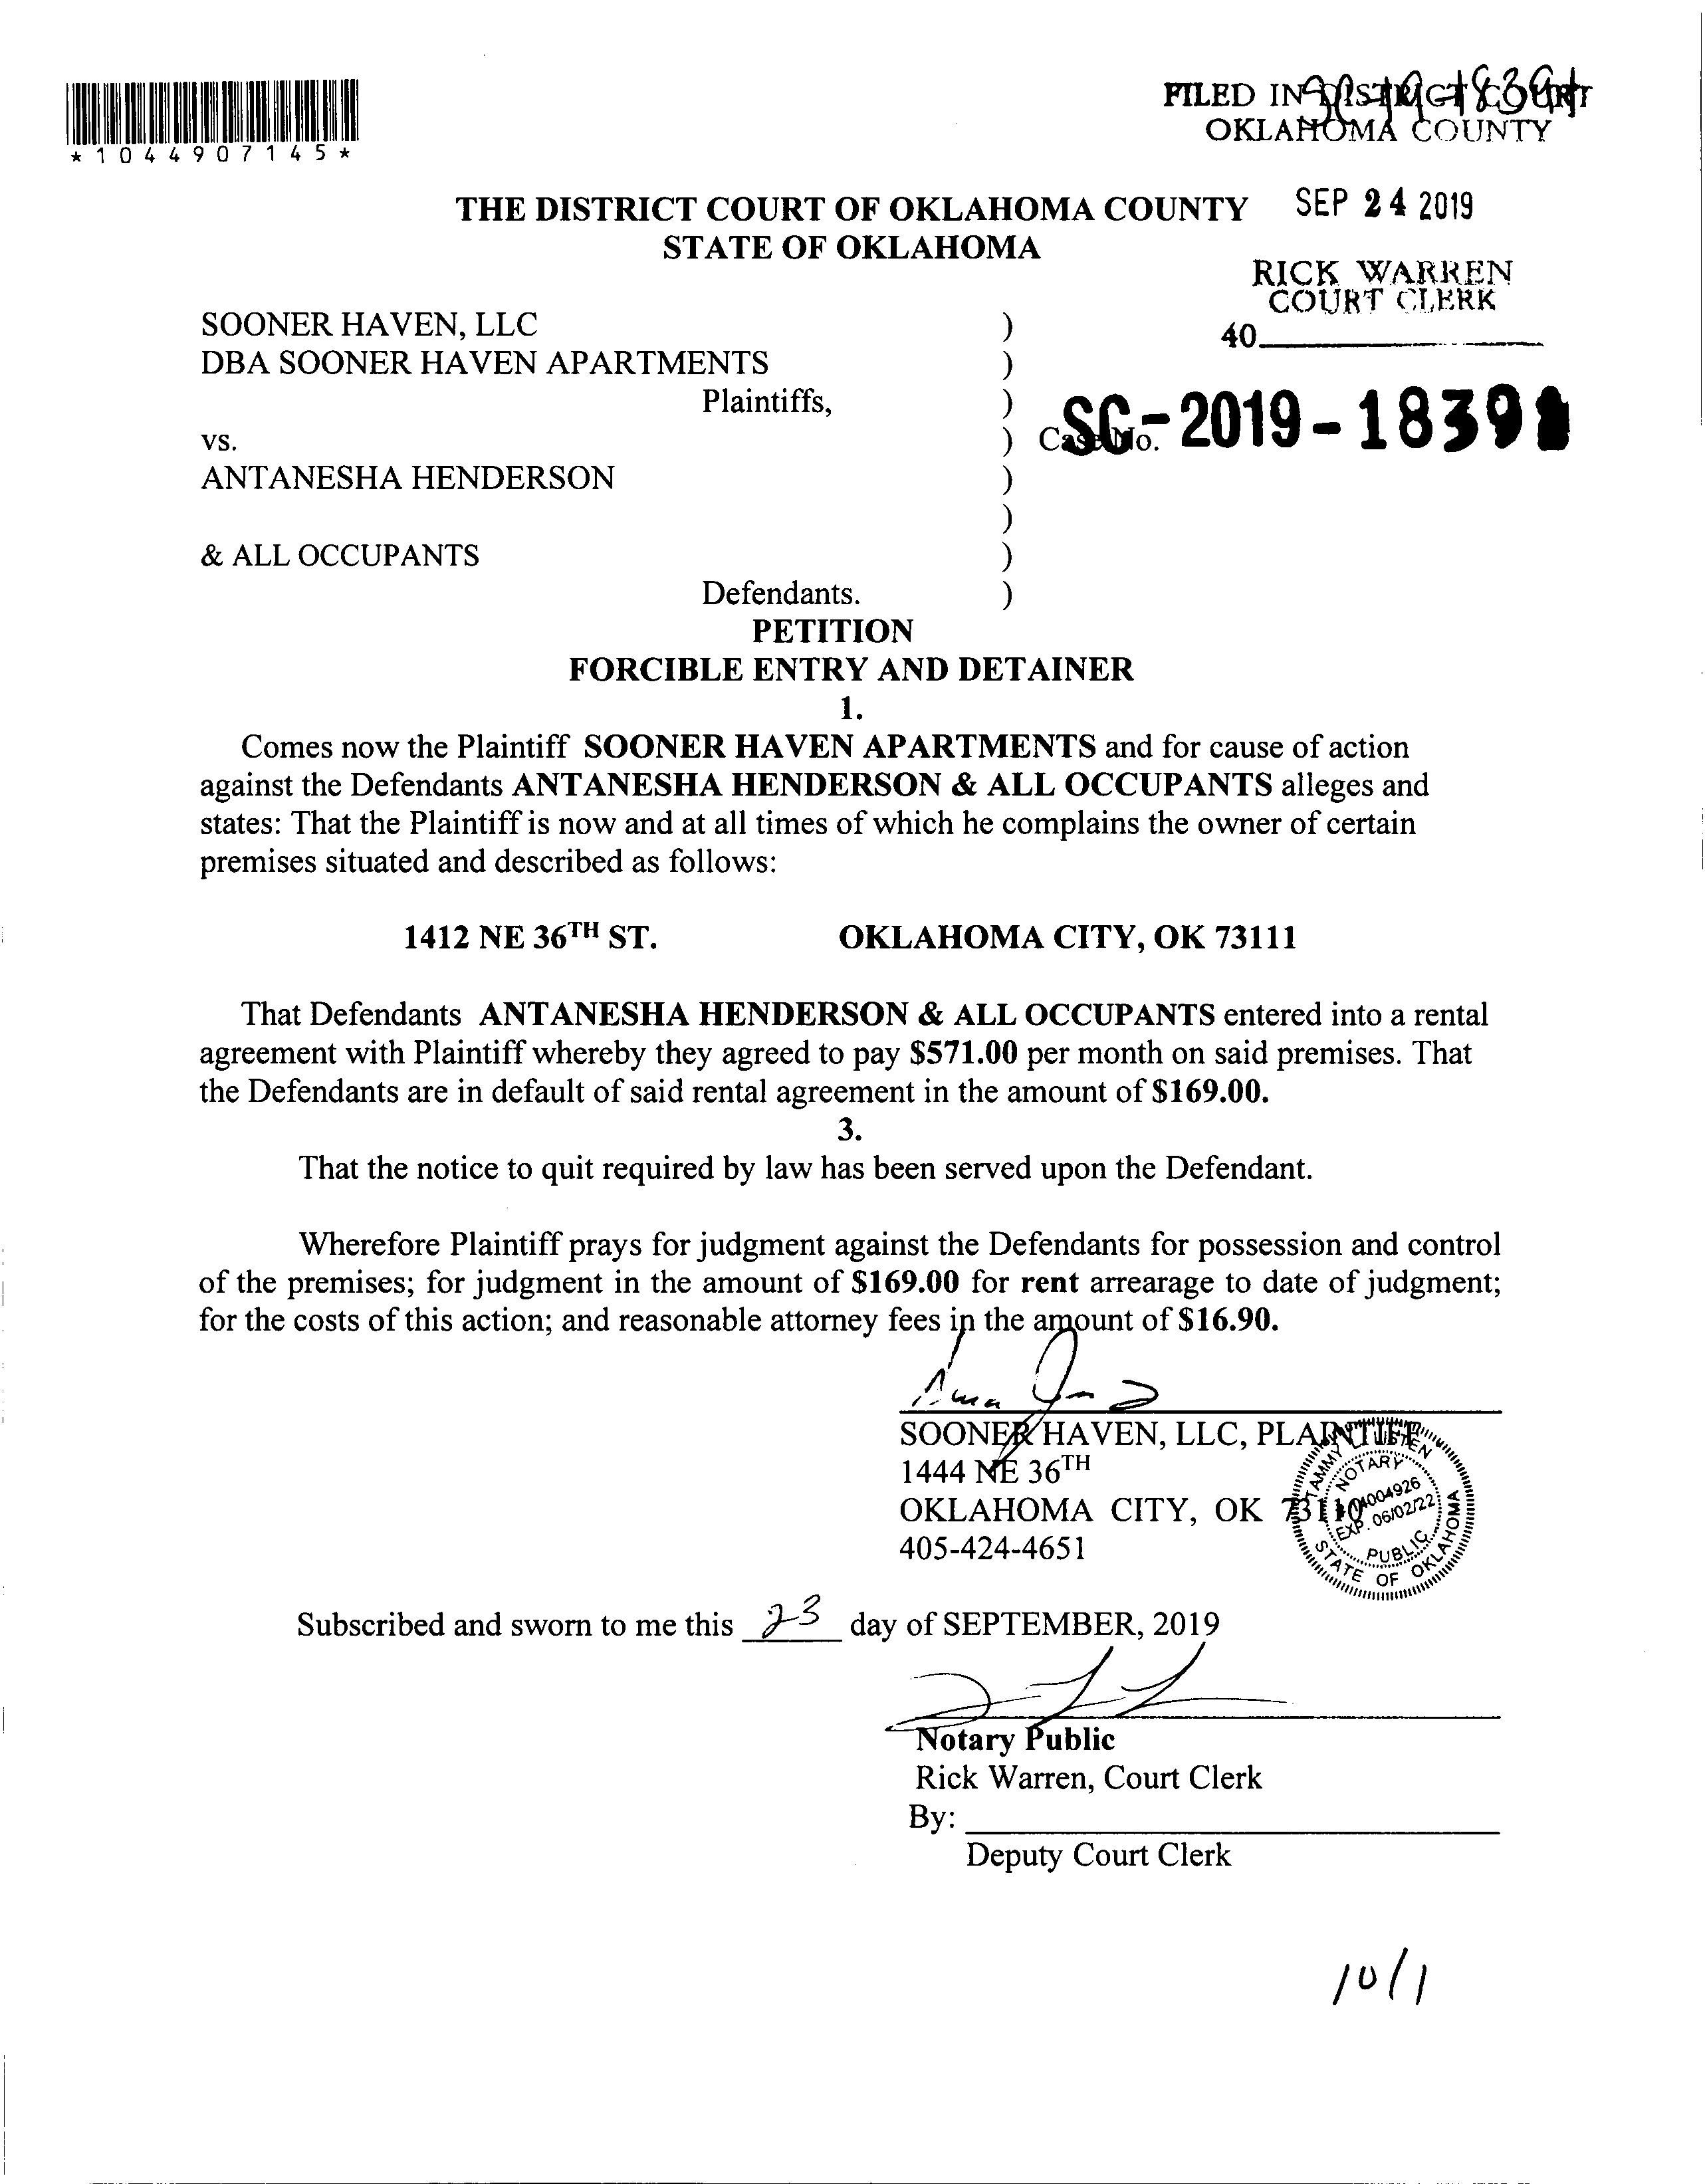 *1044907145*
FILED IN DISTRICT COURT
OKLAHOMA COUNTY
SEP 24 2019
RICK WARREN
COURT CLERK
40
THE DISTRICT COURT OF OKLAHOMA COUNTY
STATE OF OKLAHOMA
SOONER HAVEN, LLC )
DBA SOONER HAVEN APARTMENTS )
Plaintiffs, )
vs. ) Case No. SC-2019-1839
ANTANESHA HENDERSON )
)
& ALL OCCUPANTS )
Defendants. )
PETITION
FORCIBLE ENTRY AND DETAINER
1.
Comes now the Plaintiff SOONER HAVEN APARTMENTS and for cause of action
against the Defendants ANTANESHA HENDERSON & ALL OCCUPANTS alleges and
states: That the Plaintiff is now and at all times of which he complains the owner of certain
premises situated and described as follows:
1412 NE 36TH ST. OKLAHOMA CITY, OK 73111
That Defendants ANTANESHA HENDERSON & ALL OCCUPANTS entered into a rental
agreement with Plaintiff whereby they agreed to pay $571.00 per month on said premises. That
the Defendants are in default of said rental agreement in the amount of $169.00.
3.
That the notice to quit required by law has been served upon the Defendant.
Wherefore Plaintiff prays for judgment against the Defendants for possession and control
of the premises; for judgment in the amount of $169.00 for rent arrearage to date of judgment;
for the costs of this action; and reasonable attorney fees in the amount of $16.90.
SOONER HAVEN, LLC, PLAINTIFF
1444 NE 36TH
OKLAHOMA CITY, OK 73110
405-424-4651
TAMMY L LISTEN
NOTARY
004926
EXP. 06/02/22
PUBLIC
STATE OF OKLAHOMA
Subscribed and sworn to me this 23 day of SEPTEMBER, 2019
Notary Public
Rick Warren, Court Clerk
By:
Deputy Court Clerk
10/1